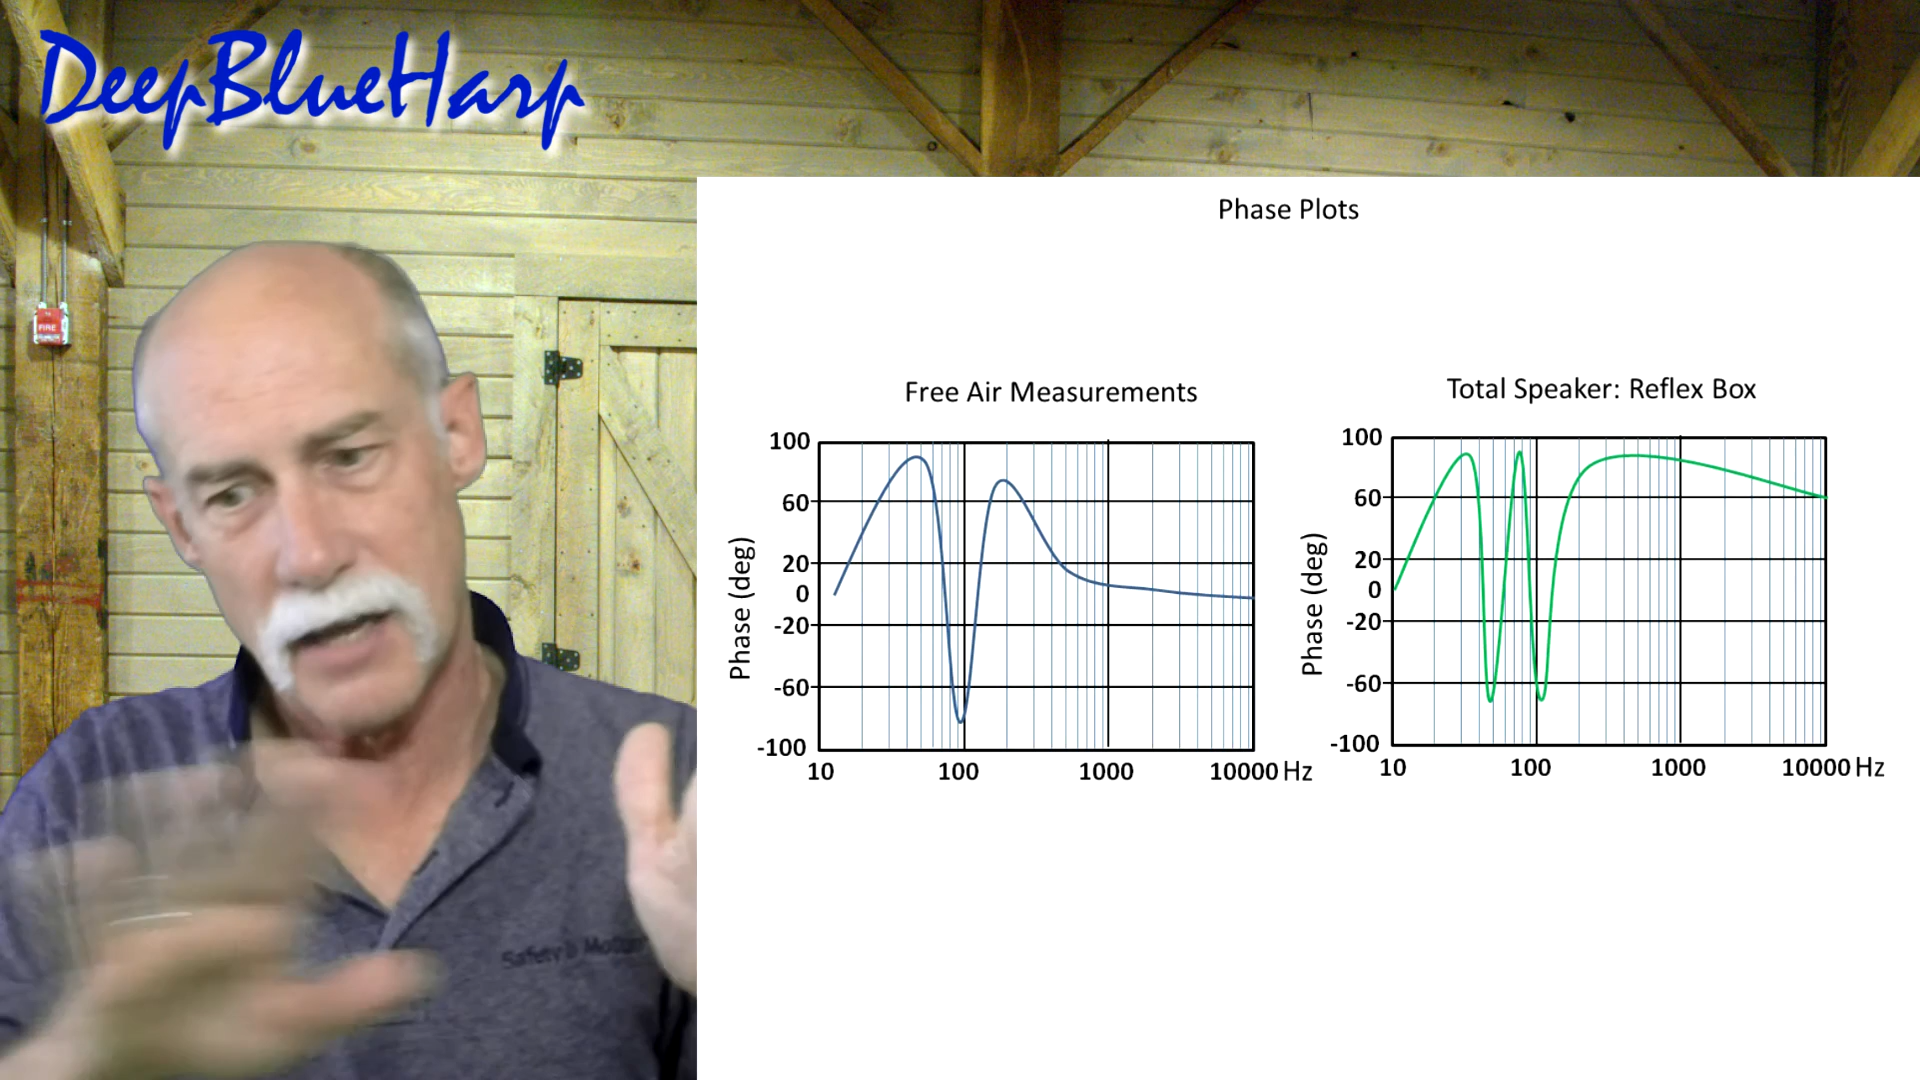 DeepBlueHarp
FIRE
Phase Plots
Free Air Measurements
Total Speaker: Reflex Box
100
60
20
0
-20
-60
-100
Phase (deg)
10 100 1000 10000 Hz
100
60
20
0
-20
-60
-100
Phase (deg)
10 100 1000 10000 Hz